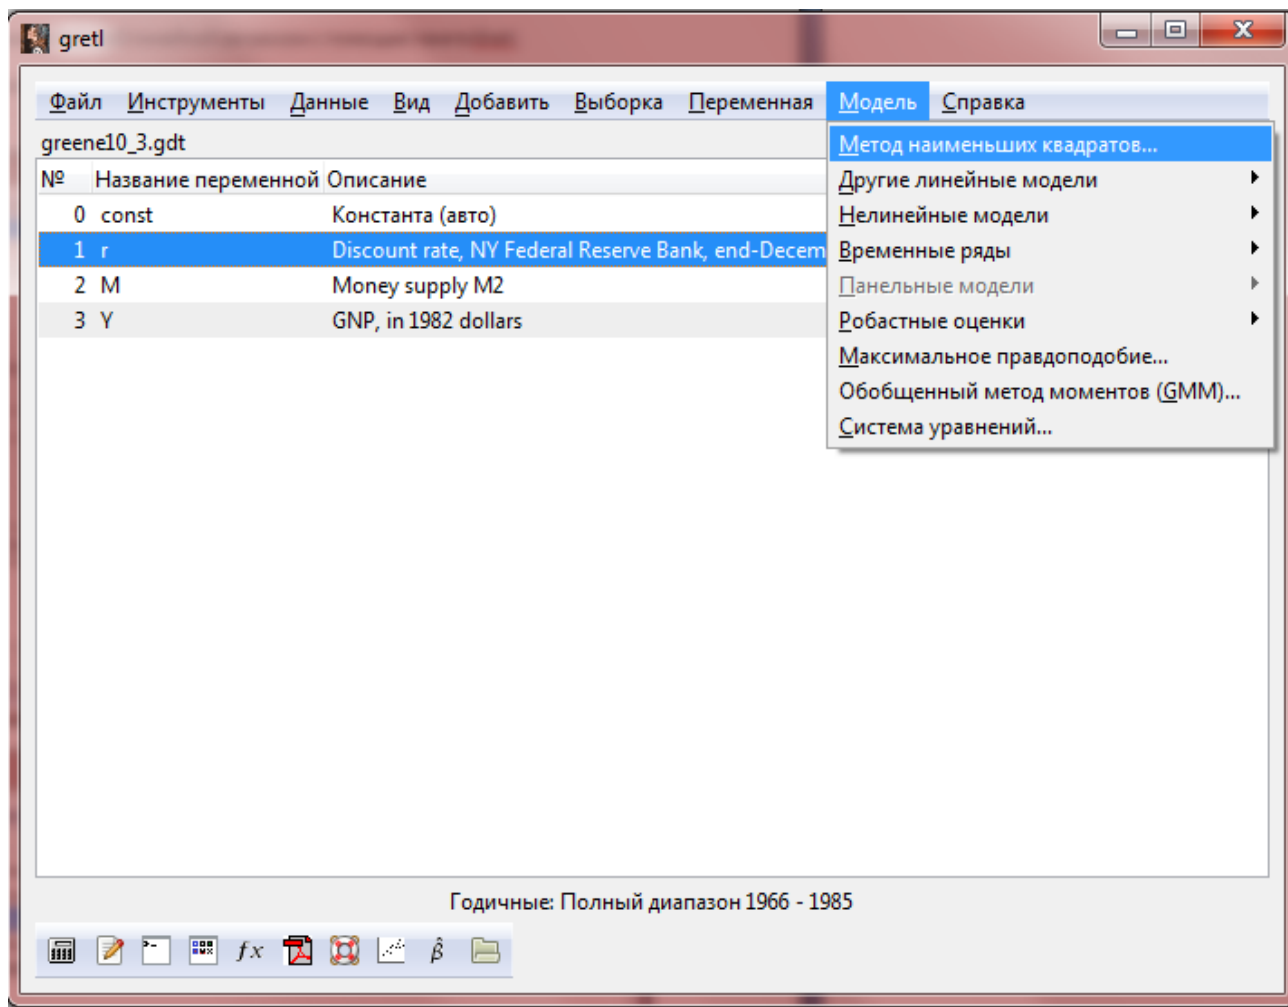 gretl
Файл Инструменты Данные Вид Добавить Выборка Переменная Модель Справка
greene10_3.gdt
№ Название переменной Описание
0 const Константа (авто)
1 r Discount rate, NY Federal Reserve Bank, end-Decem
2 M Money supply M2
3 Y GNP, in 1982 dollars
Метод наименьших квадратов...
Другие линейные модели
Нелинейные модели
Временные ряды
Панельные модели
Робастные оценки
Максимальное правдоподобие...
Обобщенный метод моментов (GMM)...
Система уравнений...
Годичные: Полный диапазон 1966 - 1985
fx β̂